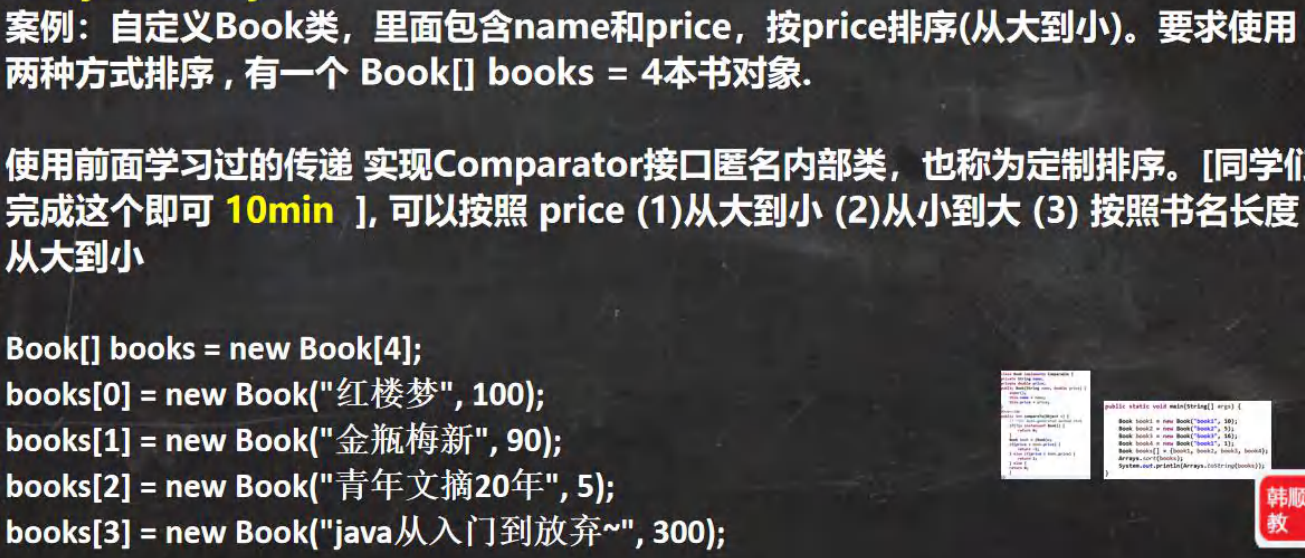 案例：自定义Book类，里面包含name和price，按price排序(从大到小)。要求使用
两种方式排序 , 有一个 Book[] books = 4本书对象.
使用前面学习过的传递 实现Comparator接口匿名内部类，也称为定制排序。[同学们
完成这个即可 10min ], 可以按照 price (1)从大到小 (2)从小到大 (3) 按照书名长度
从大到小
Book[] books = new Book[4];
books[0] = new Book("红楼梦", 100);
books[1] = new Book("金瓶梅新", 90);
books[2] = new Book("青年文摘20年", 5);
books[3] = new Book("java从入门到放弃~", 300);
public static void main(String[] args) {
Book book1 = new Book("book1", 10);
Book book2 = new Book("book2", 5);
Book book3 = new Book("book3", 16);
Book book4 = new Book("book1", 1);
Book books[] = {book1, book2, book3, book4};
Arrays.sort(books);
System.out.println(Arrays.toString(books));
}
韩顺
教